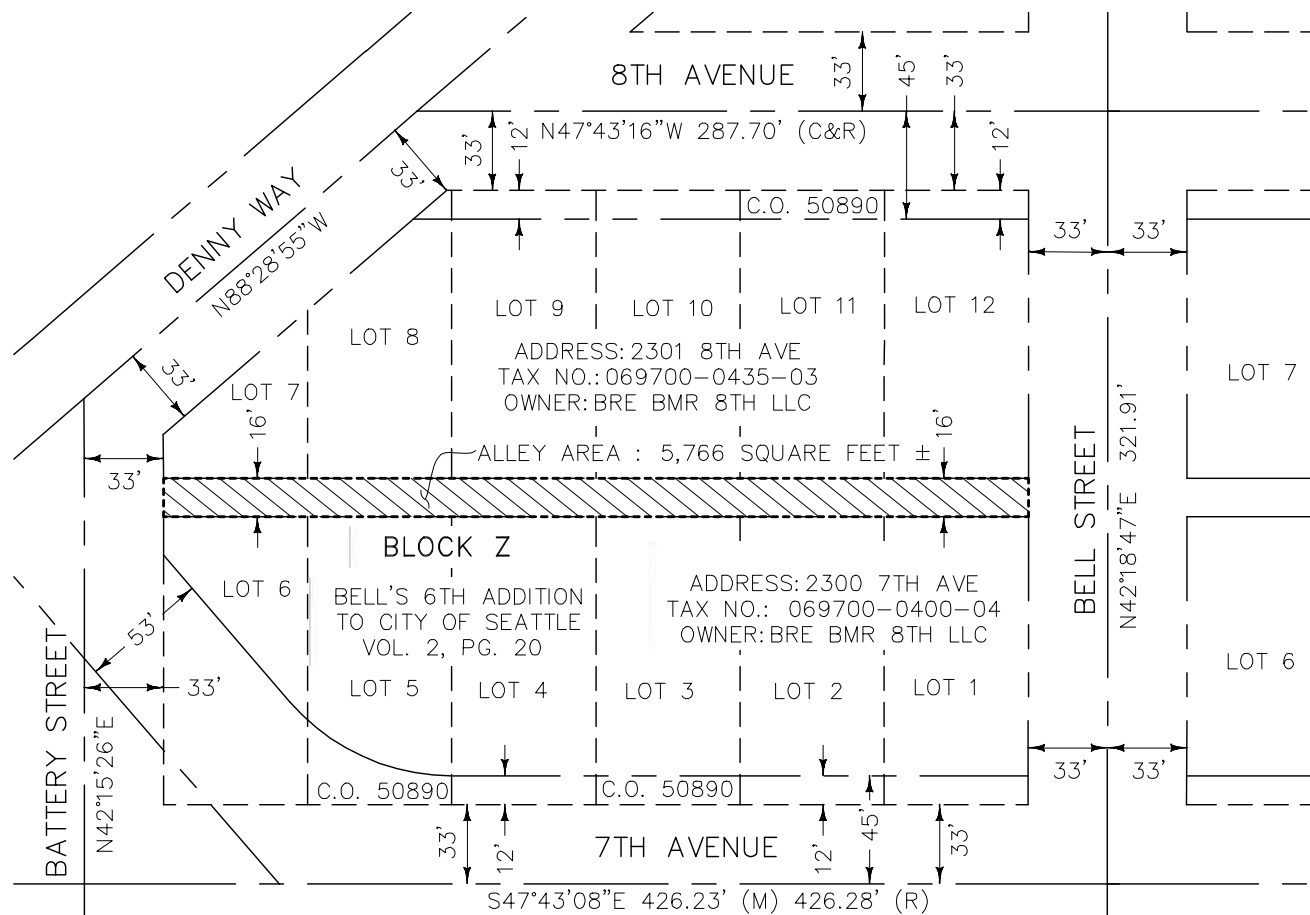 8TH AVENUE
33'
45'
33'
N47°43'16"W 287.70' (C&R)
33'
12'
12'
33'
C.O. 50890
DENNY WAY
N88°28'55"W
33'
33'
LOT 9
LOT 10
LOT 11
LOT 12
LOT 8
ADDRESS: 2301 8TH AVE
TAX NO.: 069700-0435-03
OWNER: BRE BMR 8TH LLC
LOT 7
LOT 7
33'
16'
16'
ALLEY AREA : 5,766 SQUARE FEET ±
33'
BELL STREET
N42°18'47"E 321.91'
BLOCK Z
BELL'S 6TH ADDITION
TO CITY OF SEATTLE
VOL. 2, PG. 20
ADDRESS: 2300 7TH AVE
TAX NO.: 069700-0400-04
OWNER: BRE BMR 8TH LLC
LOT 6
53'
33'
LOT 5
LOT 4
LOT 3
LOT 2
LOT 1
LOT 6
BATTERY STREET
N42°15'26"E
33'
33'
C.O. 50890
C.O. 50890
33'
12'
7TH AVENUE
12'
45'
33'
S47°43'08"E 426.23' (M) 426.28' (R)